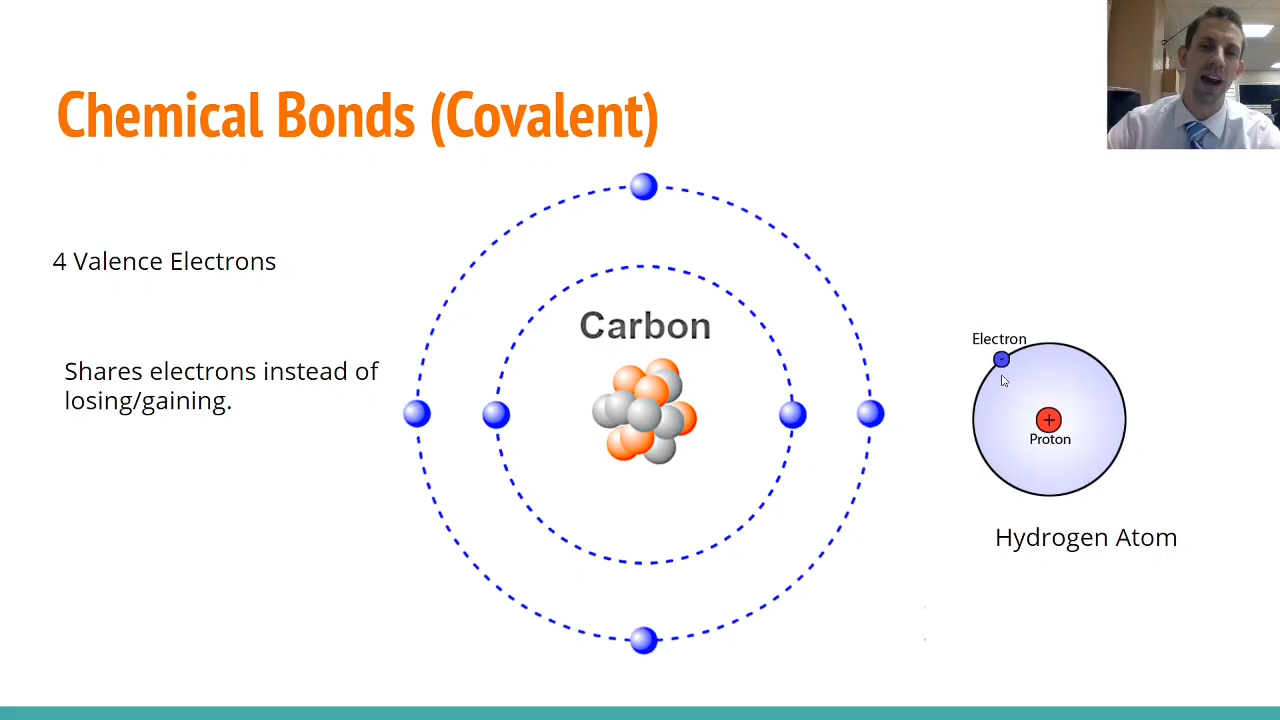 Chemical Bonds (Covalent)
4 Valence Electrons
Shares electrons instead of
losing/gaining.
Carbon
Electron
-
+
Proton
Hydrogen Atom